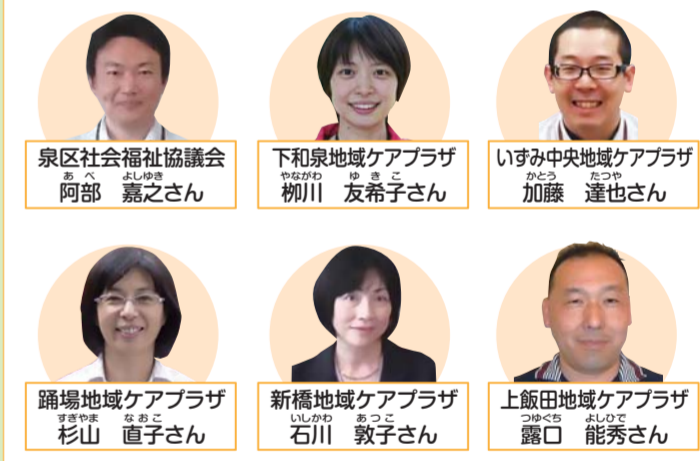 泉区社会福祉協議会
あべ よしゆき
阿部 嘉之さん
下和泉地域ケアプラザ
やながわ ゆきこ
栁川 友希子さん
いずみ中央地域ケアプラザ
かとう たつや
加藤 達也さん
踊場地域ケアプラザ
すぎやま なおこ
杉山 直子さん
新橋地域ケアプラザ
いしかわ あつこ
石川 敦子さん
上飯田地域ケアプラザ
つゆぐち よしひで
露口 能秀さん